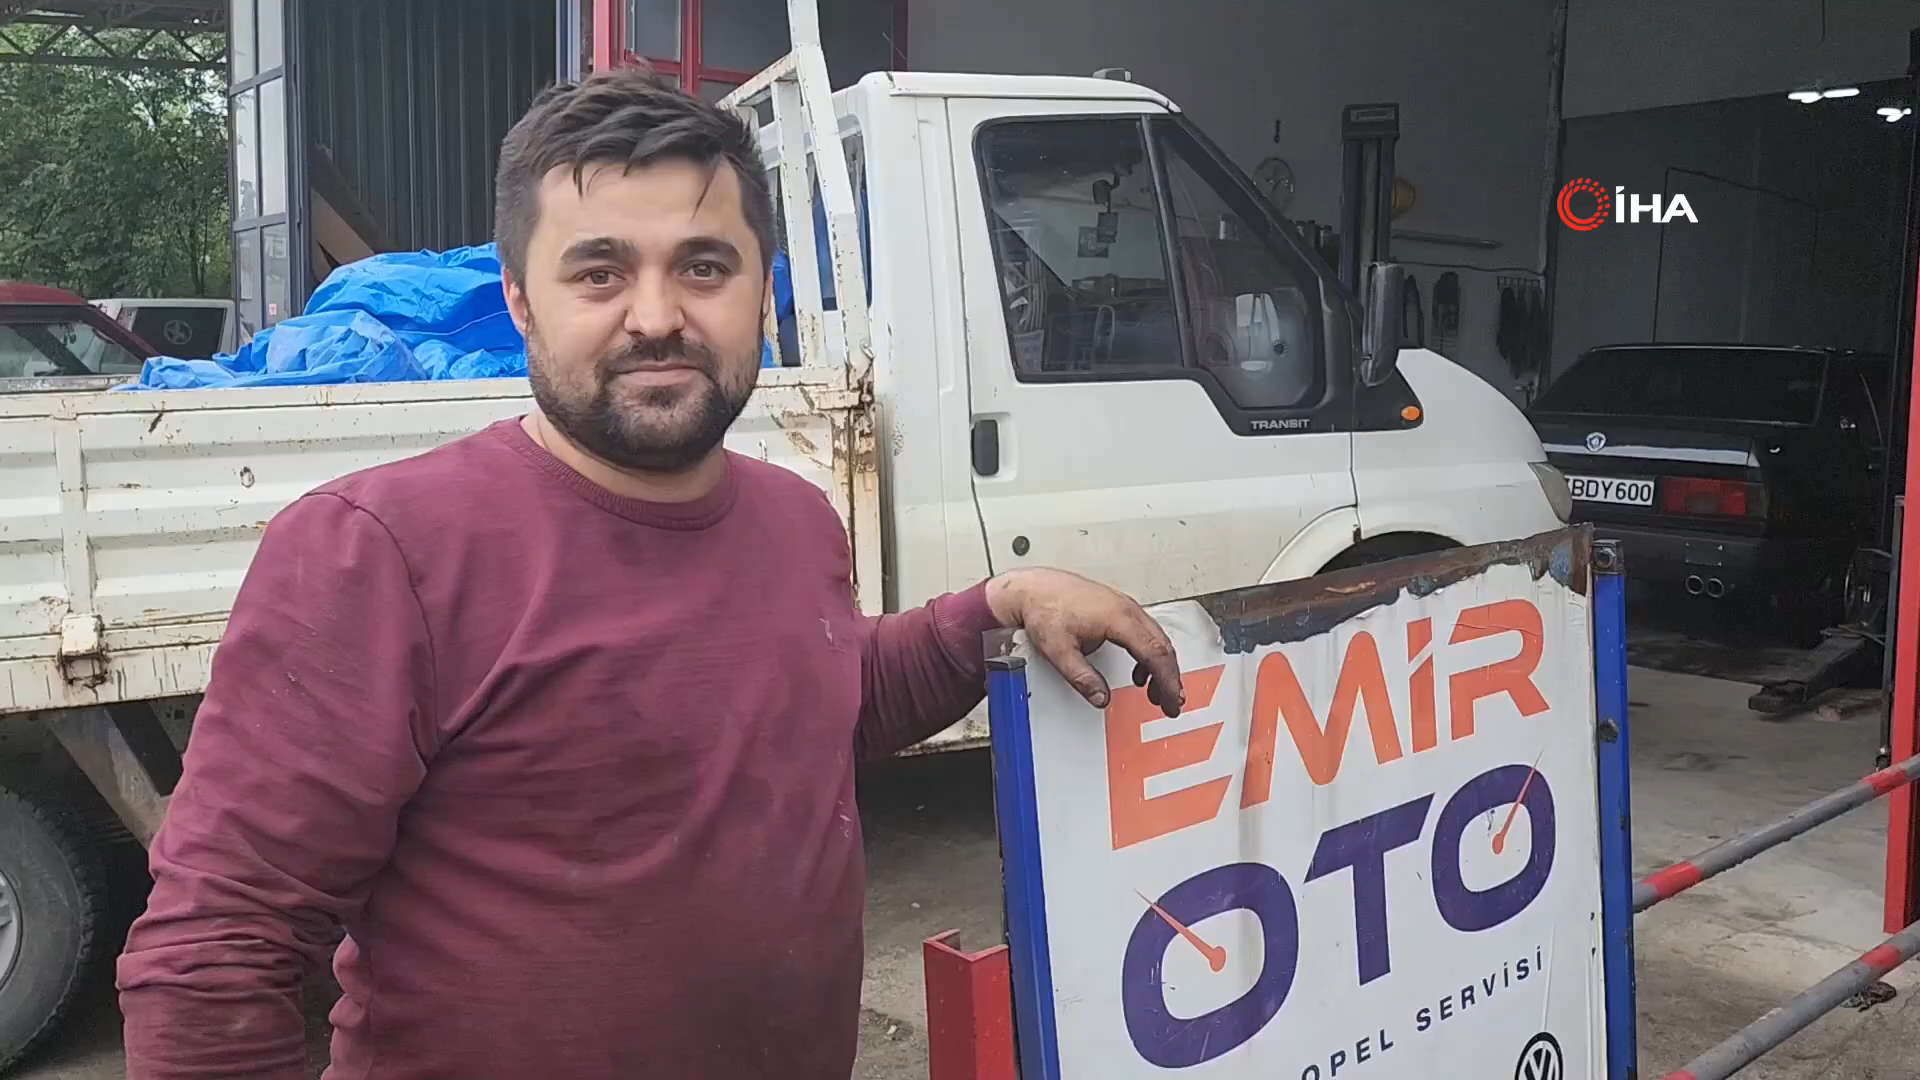 İHA
TRANSIT
BDY600
EMİR
OTO
OPEL SERVİSİ